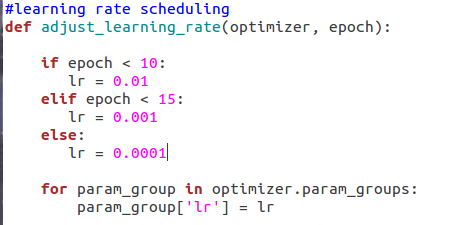 #learning rate scheduling
def adjust_learning_rate(optimizer, epoch):
    if epoch < 10:
       lr = 0.01
    elif epoch < 15:
       lr = 0.001
    else:
       lr = 0.0001
    for param_group in optimizer.param_groups:
        param_group['lr'] = lr